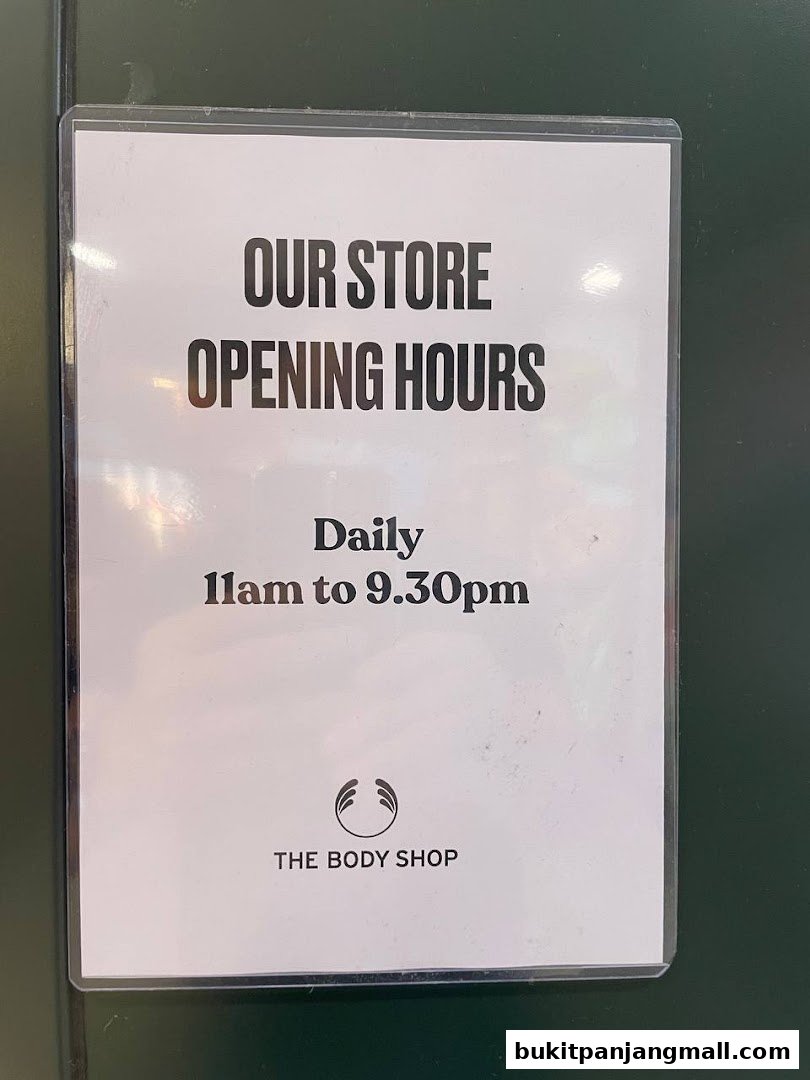 OUR STORE
OPENING HOURS
Daily
11am to 9.30pm
THE BODY SHOP
bukitpanjangmall.com